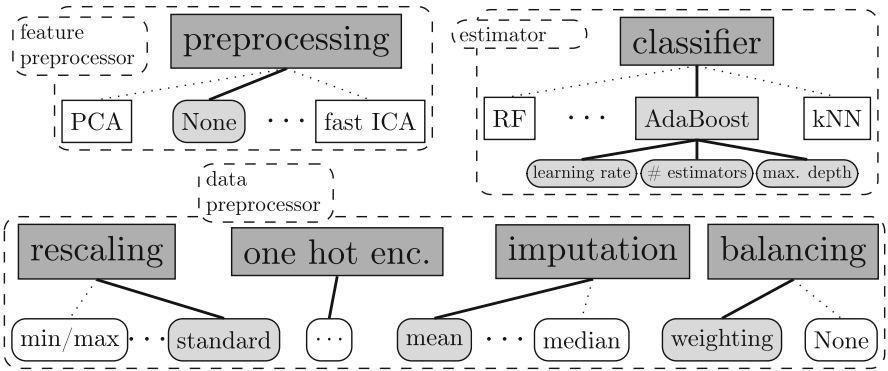 feature
preprocessor
preprocessing
PCA
None
· · ·
fast ICA
estimator
classifier
RF
· · ·
AdaBoost
kNN
learning rate
# estimators
max. depth
data
preprocessor
rescaling
one hot enc.
imputation
balancing
min/max
· · ·
standard
· · ·
mean
· · ·
median
weighting
None